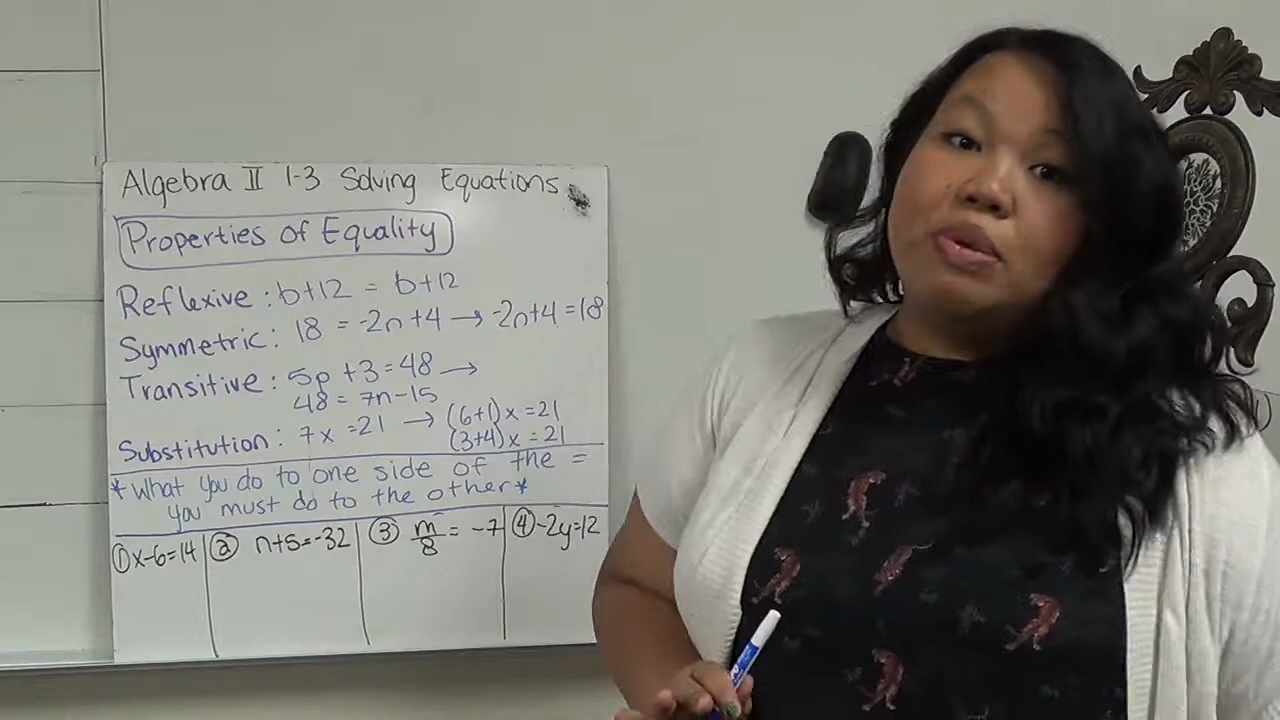 Algebra II 1-3 Solving Equations
Properties of Equality
Reflexive: b+12 = b+12
Symmetric: 18 = -2n+4 → -2n+4=18
Transitive: 5p+3=48 →
48 = 7n-15
Substitution: 7x=21 → (6+1)x=21
(3+4)x=21
*What you do to one side of the =
you must do to the other*
① x-6=14 ② n+5=-32 ③ m/8 = -7 ④ -2y=12